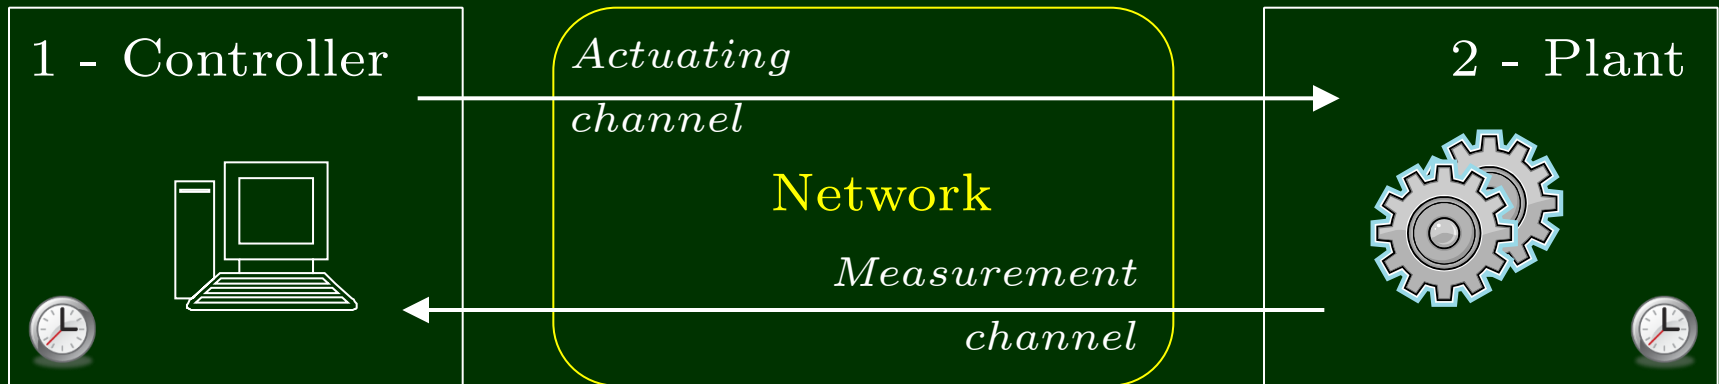 1 - Controller
Actuating
channel
2 - Plant
Network
Measurement
channel